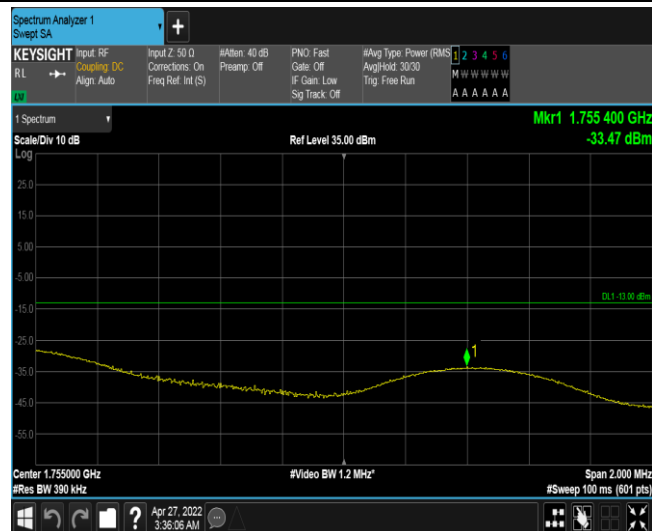 Spectrum Analyzer 1
Swept SA
KEYSIGHT
RL
LXI
Input: RF
Coupling: DC
Align: Auto
Input Z: 50 Ω
Corrections: On
Freq Ref: Int (S)
#Atten: 40 dB
Preamp: Off
PNO: Fast
Gate: Off
IF Gain: Low
Sig Track: Off
#Avg Type: Power (RMS
Avg|Hold: 30/30
Trig: Free Run
1 2 3 4 5 6
M W W W W W
A A A A A A
1 Spectrum
Scale/Div 10 dB
Ref Level 35.00 dBm
Mkr1 1.755 400 GHz
-33.47 dBm
Log
25.0
15.0
5.00
-5.00
DL1 -13.00 dBm
-15.0
-25.0
1
-35.0
-45.0
-55.0
Center 1.755000 GHz
#Video BW 1.2 MHz*
Span 2.000 MHz
#Res BW 390 kHz
#Sweep 100 ms (601 pts)
?
Apr 27, 2022
3:36:06 AM